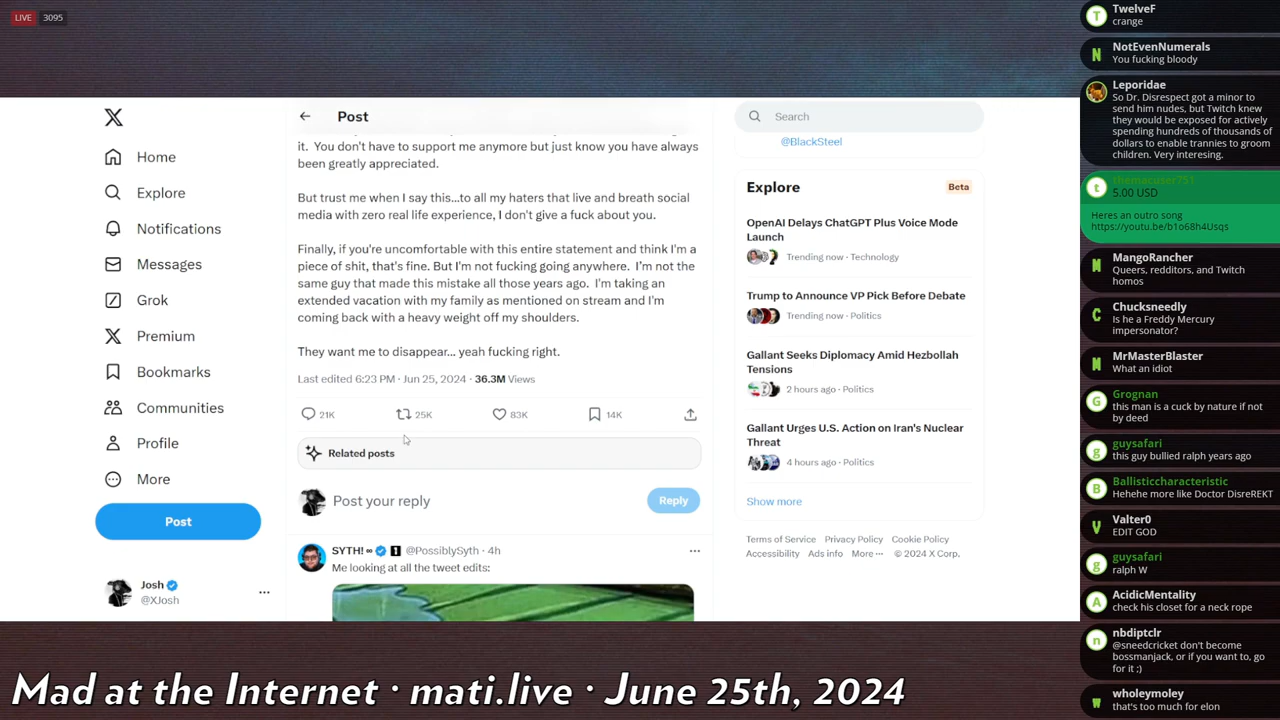 LIVE 3095
Home
Explore
Notifications
Messages
Grok
Premium
Bookmarks
Communities
Profile
More
Post
Josh
@XJosh
Post
it. You don't have to support me anymore but just know you have always
been greatly appreciated.
But trust me when I say this...to all my haters that live and breath social
media with zero real life experience, I don't give a fuck about you.
Finally, if you're uncomfortable with this entire statement and think I'm a
piece of shit, that's fine. But I'm not fucking going anywhere. I'm not the
same guy that made this mistake all those years ago. I'm taking an
extended vacation with my family as mentioned on stream and I'm
coming back with a heavy weight off my shoulders.
They want me to disappear... yeah fucking right.
Last edited 6:23 PM · Jun 25, 2024 · 36.3M Views
21K 25K 83K 14K
Related posts
Post your reply
Reply
SYTH! ∞ @PossiblySyth · 4h
Me looking at all the tweet edits:
Search
@BlackSteel
Explore
Beta
OpenAI Delays ChatGPT Plus Voice Mode
Launch
Trending now · Technology
Trump to Announce VP Pick Before Debate
Trending now · Politics
Gallant Seeks Diplomacy Amid Hezbollah
Tensions
2 hours ago · Politics
Gallant Urges U.S. Action on Iran's Nuclear
Threat
4 hours ago · Politics
Show more
Terms of Service Privacy Policy Cookie Policy
Accessibility Ads info More ··· © 2024 X Corp.
TwelveF
crange
NotEvenNumerals
You fucking bloody
Leporidae
So Dr. Disrespect got a minor to
send him nudes, but Twitch knew
they would be exposed for actively
spending hundreds of thousands of
dollars to enable trannies to groom
children. Very interesing.
themacuser751
5.00 USD
Heres an outro song
https://youtu.be/b1o68h4Usqs
MangoRancher
Queers, redditors, and Twitch
homos
Chucksneedly
Is he a Freddy Mercury
impersonator?
MrMasterBlaster
What an idiot
Grognan
this man is a cuck by nature if not
by deed
guysafari
this guy bullied ralph years ago
Ballisticcharacteristic
Hehehe more like Doctor DisreREKT
Valter0
EDIT GOD
guysafari
ralph W
AcidicMentality
check his closet for a neck rope
nbdiptclr
@sneedcricket don't become
bossmanjack, or if you want to, go
for it ;)
wholeymoley
that's too much for elon
Mad at the Internet · mati.live · June 25th, 2024